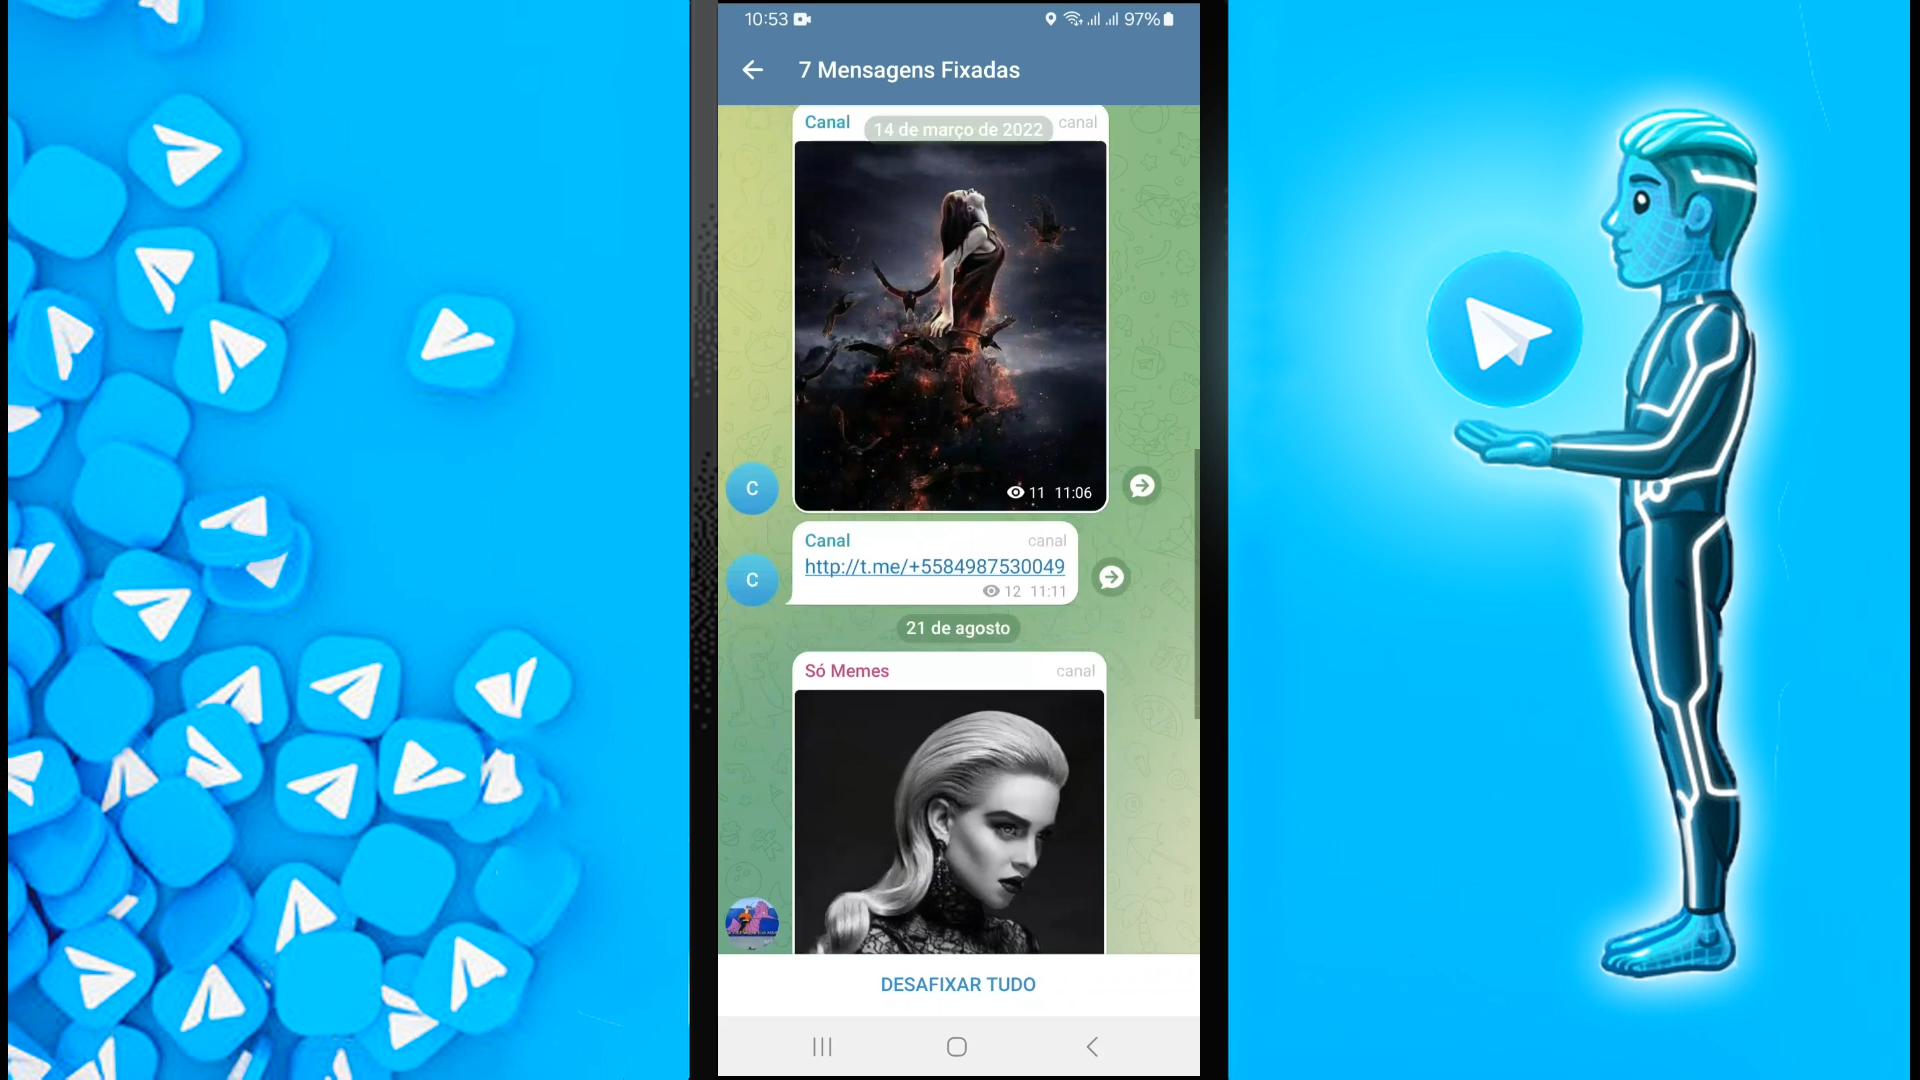 10:53
97%
7 Mensagens Fixadas
Canal
canal
14 de março de 2022
11 11:06
C
Canal
canal
http://t.me/+5584987530049
12 11:11
C
21 de agosto
Só Memes
canal
DESAFIXAR TUDO